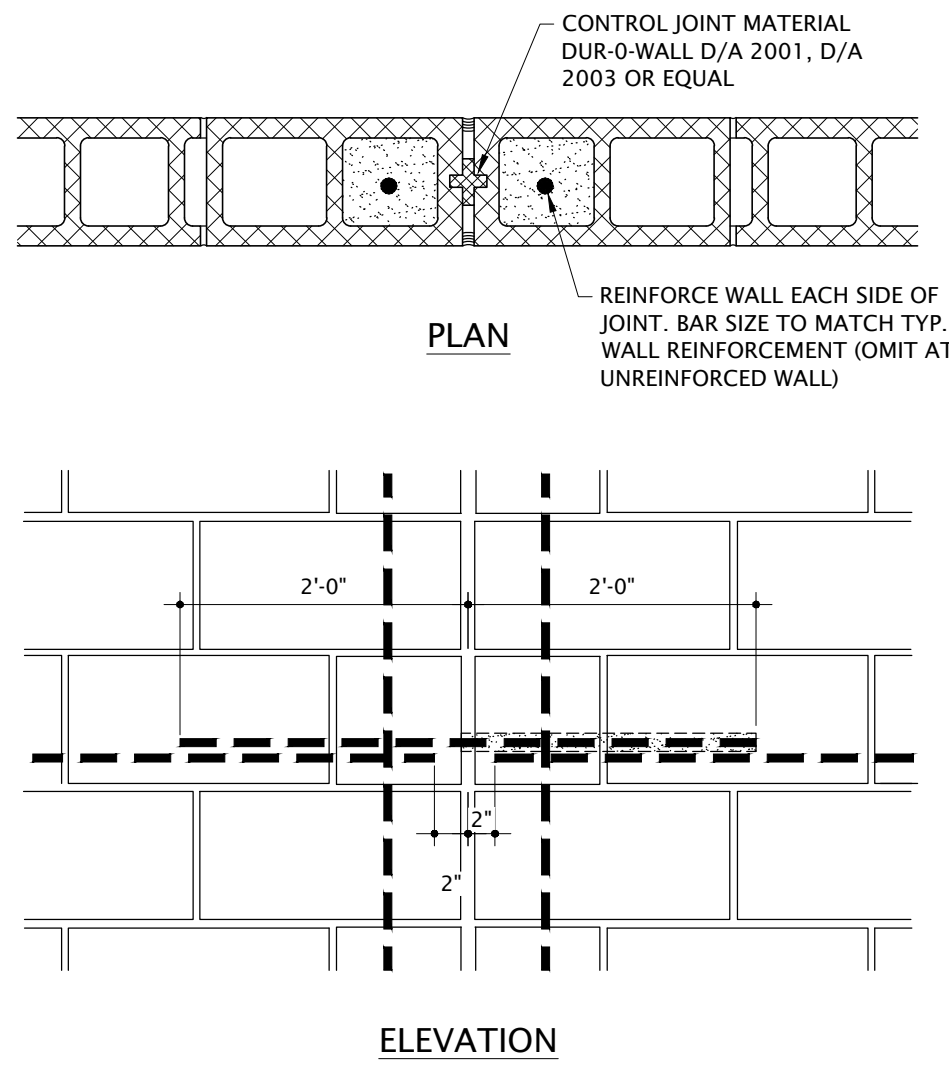 CONTROL JOINT MATERIAL
DUR-0-WALL D/A 2001, D/A
2003 OR EQUAL
REINFORCE WALL EACH SIDE OF
JOINT. BAR SIZE TO MATCH TYP.
WALL REINFORCEMENT (OMIT AT
UNREINFORCED WALL)
PLAN
2'-0"
2'-0"
2"
2"
ELEVATION